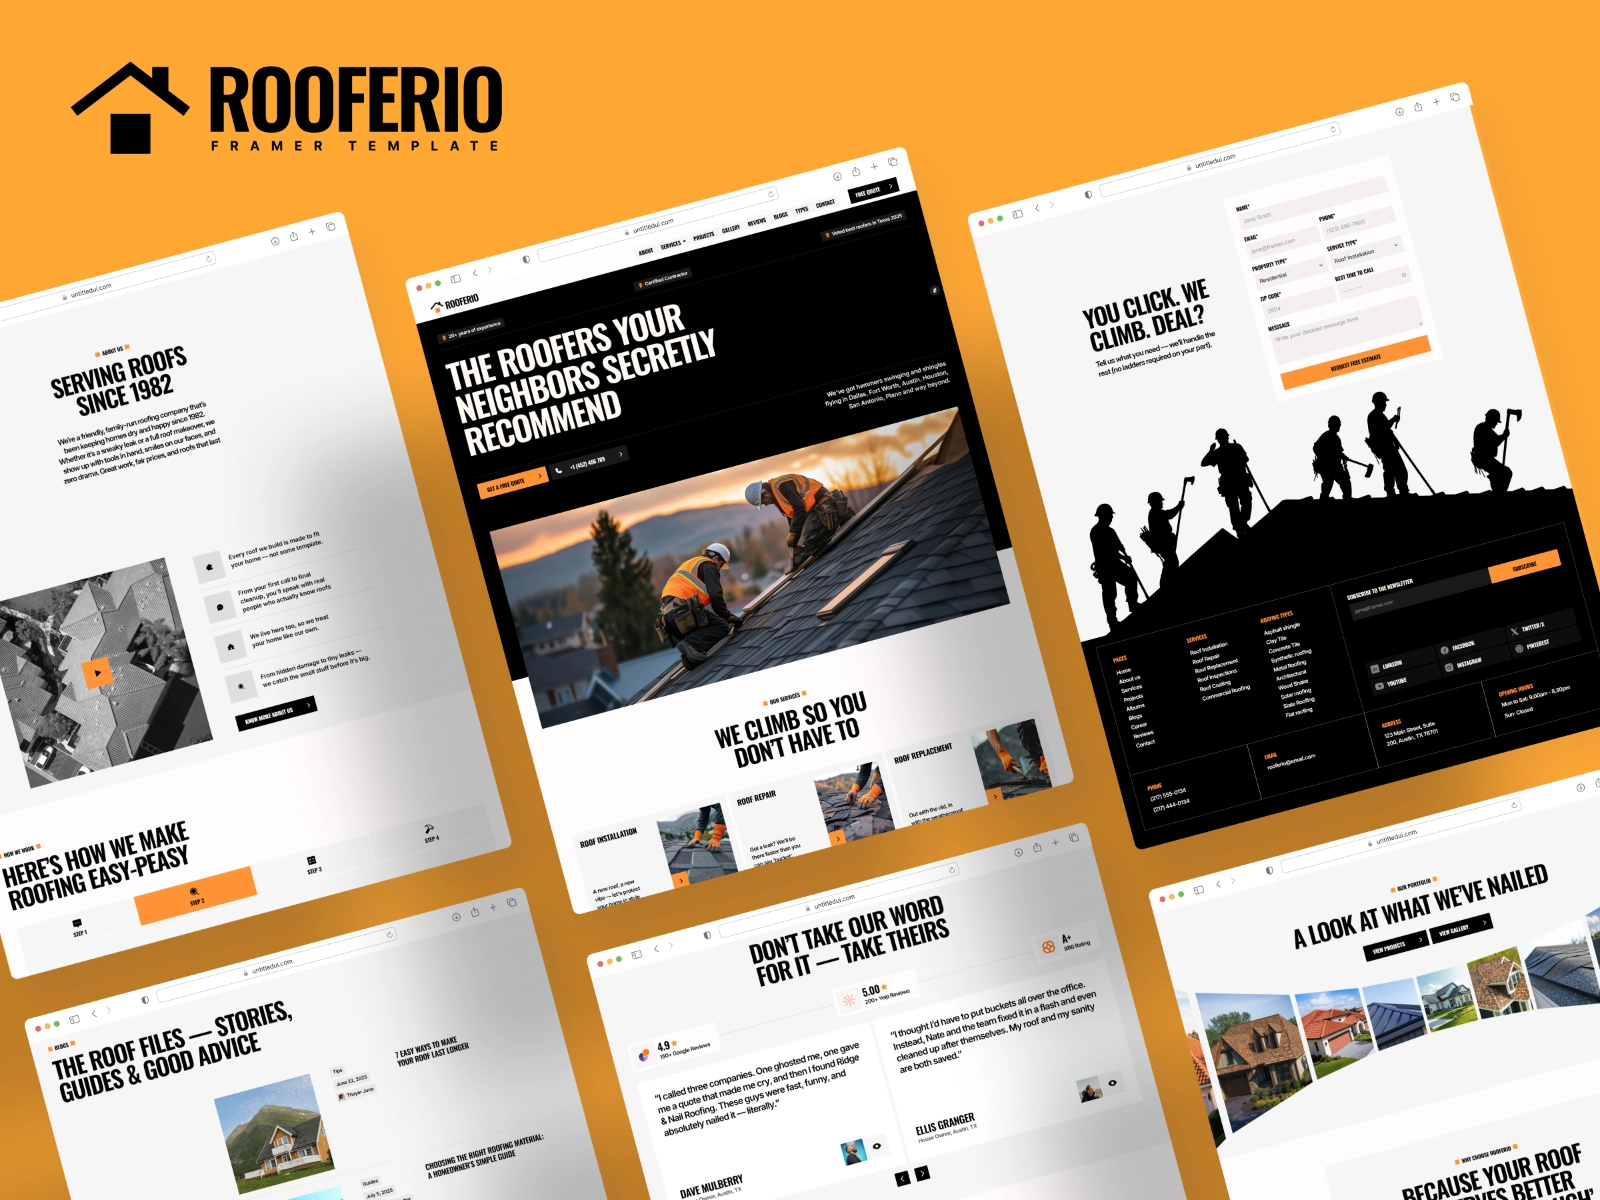 ROOFERIO
FRAMER TEMPLATE
untitledui.com
ABOUT US
SERVING ROOFS
SINCE 1982
We're a friendly, family-run roofing company that's
been keeping homes dry and happy since 1982.
Whether it's a sneaky leak or a full roof makeover, we
show up with tools in hand, smiles on our faces, and
zero drama. Great work, fair prices, and roofs that last
Every roof we build is made to fit
your home — not some template.
From your first call to final
cleanup, you'll speak with real
people who actually know roofs
We live here too, so we treat
your home like our own.
From hidden damage to tiny leaks —
we catch the small stuff before it's big.
KNOW MORE ABOUT US
HOW WE WORK
HERE'S HOW WE MAKE
ROOFING EASY-PEASY
STEP 1
STEP 2
STEP 3
STEP 4
untitledui.com
ROOFERIO
ABOUT
SERVICES
PROJECTS
GALLERY
REVIEWS
BLOGS
TYPES
CONTACT
FREE QUOTE
20+ years of experience
Certified Contractor
Voted best roofers in Texas 2025
THE ROOFERS YOUR
NEIGHBORS SECRETLY
RECOMMEND
We've got hammers swinging and shingles
flying in Dallas, Fort Worth, Austin, Houston,
San Antonio, Plano and way beyond.
GET A FREE QUOTE
+1 (452) 486 789
OUR SERVICES
WE CLIMB SO YOU
DON'T HAVE TO
ROOF INSTALLATION
A new roof, a new
vibe — let's protect
your home in style
ROOF REPAIR
Got a leak? We'll be
there faster than you
can say 'bucket'
ROOF REPLACEMENT
Out with the old, in
with the weatherproof
untitledui.com
YOU CLICK. WE
CLIMB. DEAL?
Tell us what you need — we'll handle the
rest (no ladders required on your part).
NAME*
Jane Smith
EMAIL*
jane@framer.com
PHONE*
(123) 456-7890
PROPERTY TYPE*
Residential
SERVICE TYPE*
Roof Installation
ZIP CODE*
2024
BEST TIME TO CALL
MESSSAGE
Write your detailed message here
REQUEST FREE ESTIMATE
PAGES
Home
About us
Services
Projects
Albums
Blogs
Career
Reviews
Contact
SERVICES
Roof Installation
Roof Repair
Roof Replacement
Roof Inspections
Roof Coating
Commercial Roofing
ROOFING TYPES
Asphalt shingle
Clay Tile
Concrete Tile
Synthetic roofing
Metal Roofing
Architectural
Wood Shake
Solar roofing
Slate Roofing
Flat roofing
SUBSCRIBE TO THE NEWSLETTER
jane@framer.com
SUBSCRIBE
LINKEDIN
FACEBOOK
TWITTER/X
YOUTUBE
INSTAGRAM
PINTEREST
PHONE
(217) 555-0134
(217) 444-0134
EMAIL
rooferio@email.com
ADDRESS
123 Main Street, Suite
200, Austin, TX 78701
OPENING HOURS
Mon to Sat: 9.00am - 8.30pm
Sun: Closed
untitledui.com
BLOGS
THE ROOF FILES — STORIES,
GUIDES & GOOD ADVICE
Tips
June 23, 2025
Thayer June
7 EASY WAYS TO MAKE
YOUR ROOF LAST LONGER
Guides
July 3, 2025
CHOOSING THE RIGHT ROOFING MATERIAL:
A HOMEOWNER'S SIMPLE GUIDE
untitledui.com
DON'T TAKE OUR WORD
FOR IT — TAKE THEIRS
4.9
190+ Google Reviews
5.00
200+ Yelp Reviews
A+
BBB Rating
"I called three companies. One ghosted me, one gave
me a quote that made me cry, and then I found Ridge
& Nail Roofing. These guys were fast, funny, and
absolutely nailed it — literally."
DAVE MULBERRY
Owner, Austin, TX
"I thought I'd have to put buckets all over the office.
Instead, Nate and the team fixed it in a flash and even
cleaned up after themselves. My roof and my sanity
are both saved."
ELLIS GRANGER
House Owner, Austin, TX
untitledui.com
OUR PORTFOLIO
A LOOK AT WHAT WE'VE NAILED
VIEW PROJECTS
VIEW GALLERY
WHY CHOOSE ROOFERIO
BECAUSE YOUR ROOF
BETTER